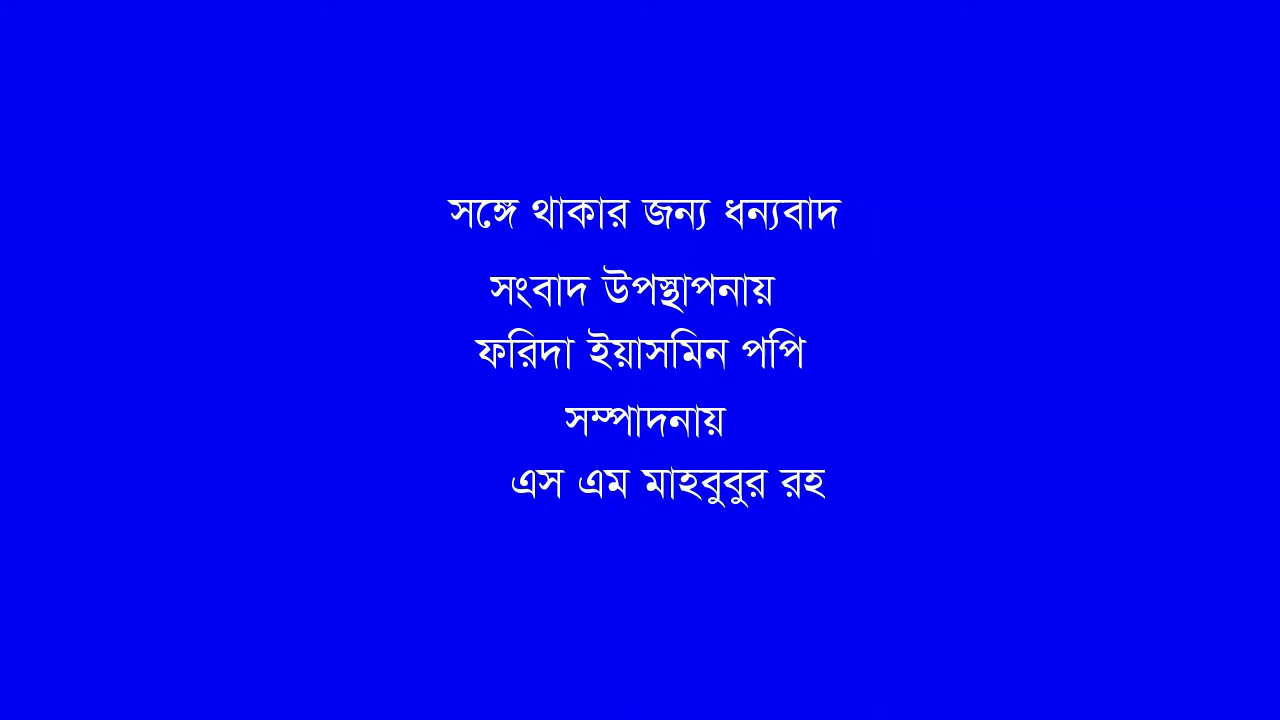 সঙ্গে থাকার জন্য ধন্যবাদ
সংবাদ উপস্থাপনায়
ফরিদা ইয়াসমিন পপি
সম্পাদনায়
এস এম মাহবুবুর রহ